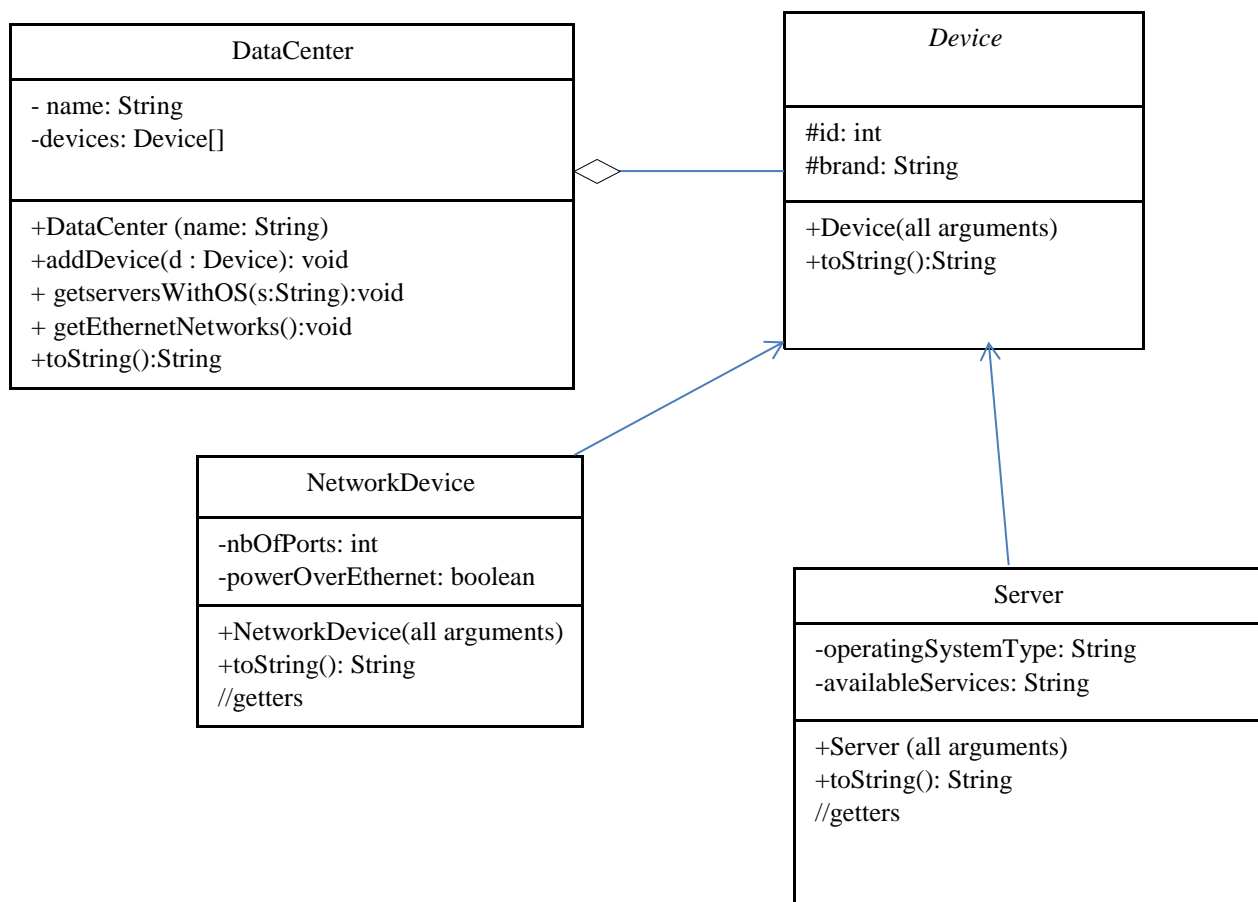 DataCenter
- name: String
-devices: Device[]
+DataCenter (name: String)
+addDevice(d : Device): void
+ getserversWithOS(s:String):void
+ getEthernetNetworks():void
+toString():String
Device
#id: int
#brand: String
+Device(all arguments)
+toString():String
NetworkDevice
-nbOfPorts: int
-powerOverEthernet: boolean
+NetworkDevice(all arguments)
+toString(): String
//getters
Server
-operatingSystemType: String
-availableServices: String
+Server (all arguments)
+toString(): String
//getters